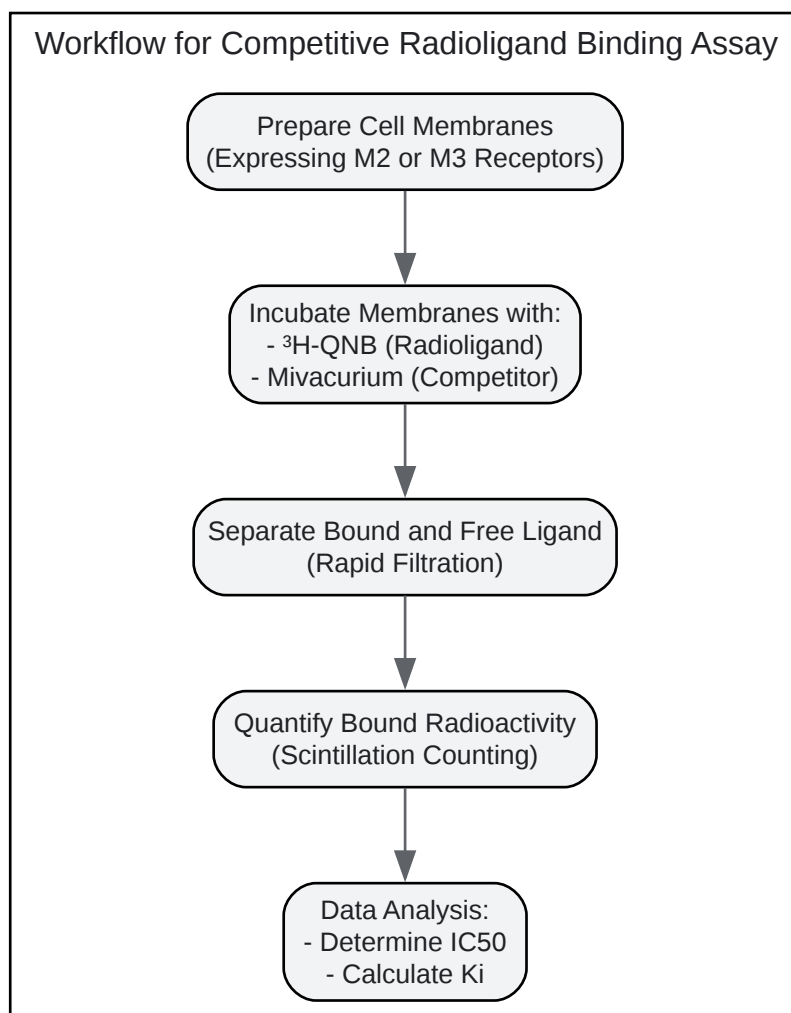 Workflow for Competitive Radioligand Binding Assay
Prepare Cell Membranes
(Expressing M2 or M3 Receptors)
Incubate Membranes with:
- ³H-QNB (Radioligand)
- Mivacurium (Competitor)
Separate Bound and Free Ligand
(Rapid Filtration)
Quantify Bound Radioactivity
(Scintillation Counting)
Data Analysis:
- Determine IC50
- Calculate Ki